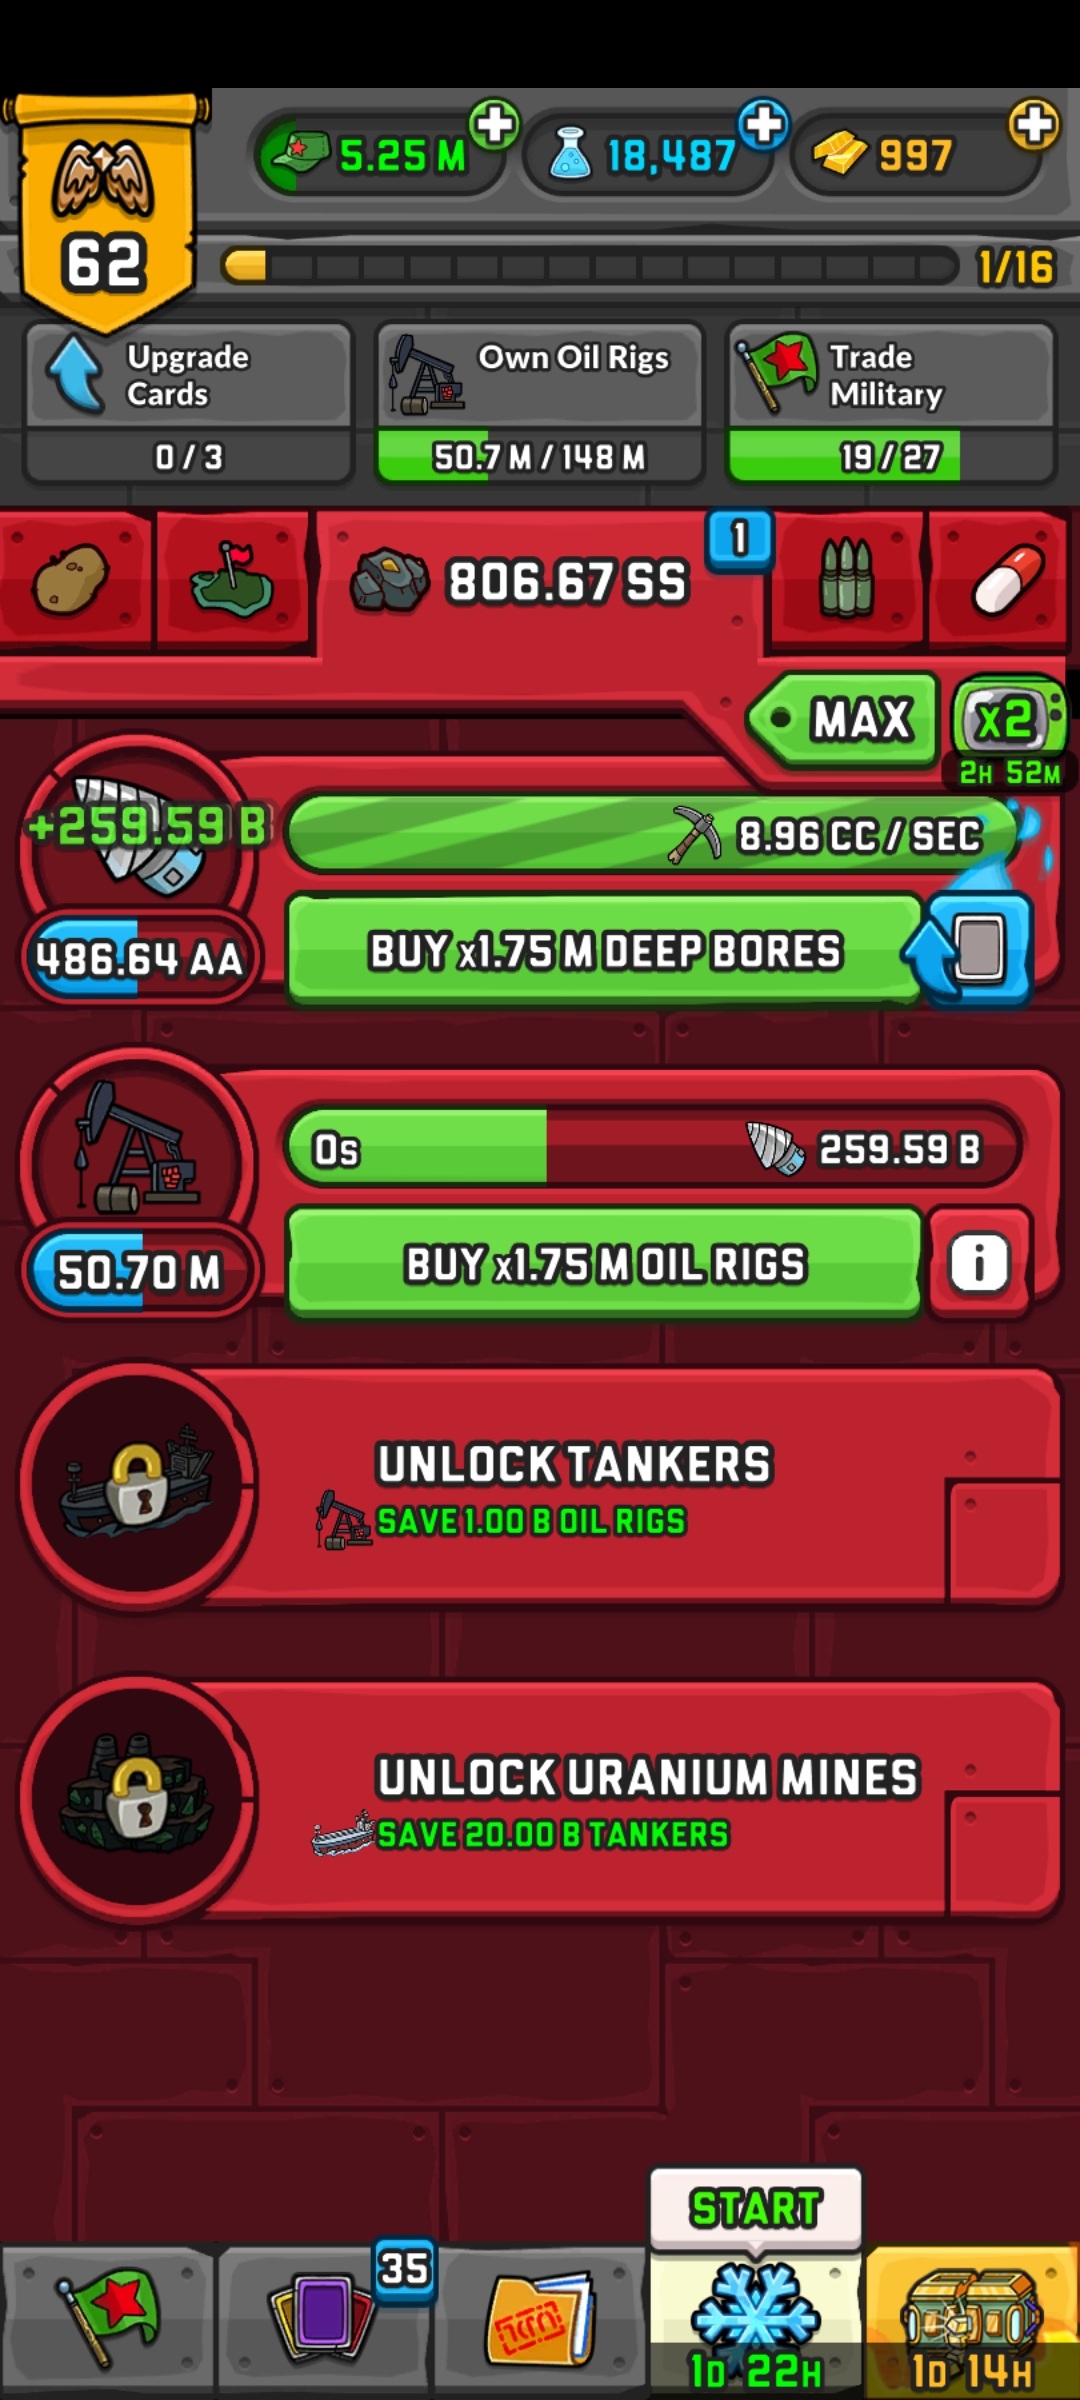 5.25 M
18,487
997
62
1/16
Upgrade
Cards
0 / 3
Own Oil Rigs
50.7 M / 148 M
Trade
Military
19 / 27
806.67 SS
1
MAX
x2
2H 52M
+259.59 B
8.96 CC / SEC
486.64 AA
BUY x1.75 M DEEP BORES
0s
259.59 B
50.70 M
BUY x1.75 M OIL RIGS
i
UNLOCK TANKERS
SAVE 1.00 B OIL RIGS
UNLOCK URANIUM MINES
SAVE 20.00 B TANKERS
START
35
1D 22H
1D 14H